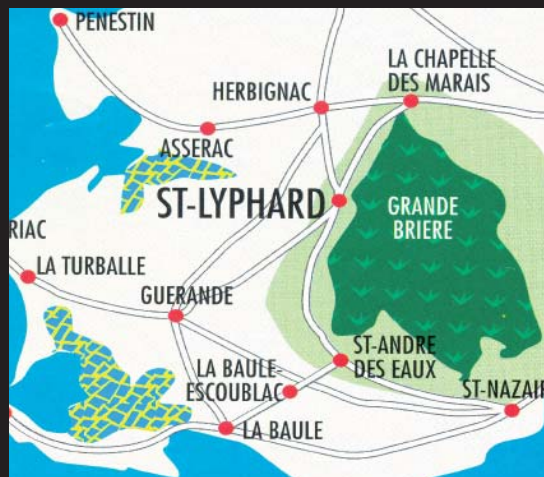 PENESTIN
LA CHAPELLE
DES MARAIS
HERBIGNAC
ASSERAC
ST-LYPHARD
GRANDE
BRIERE
RIAC
LA TURBALLE
GUERANDE
ST-ANDRE
DES EAUX
LA BAULE-
ESCOUBLAC
ST-NAZAIR
LA BAULE